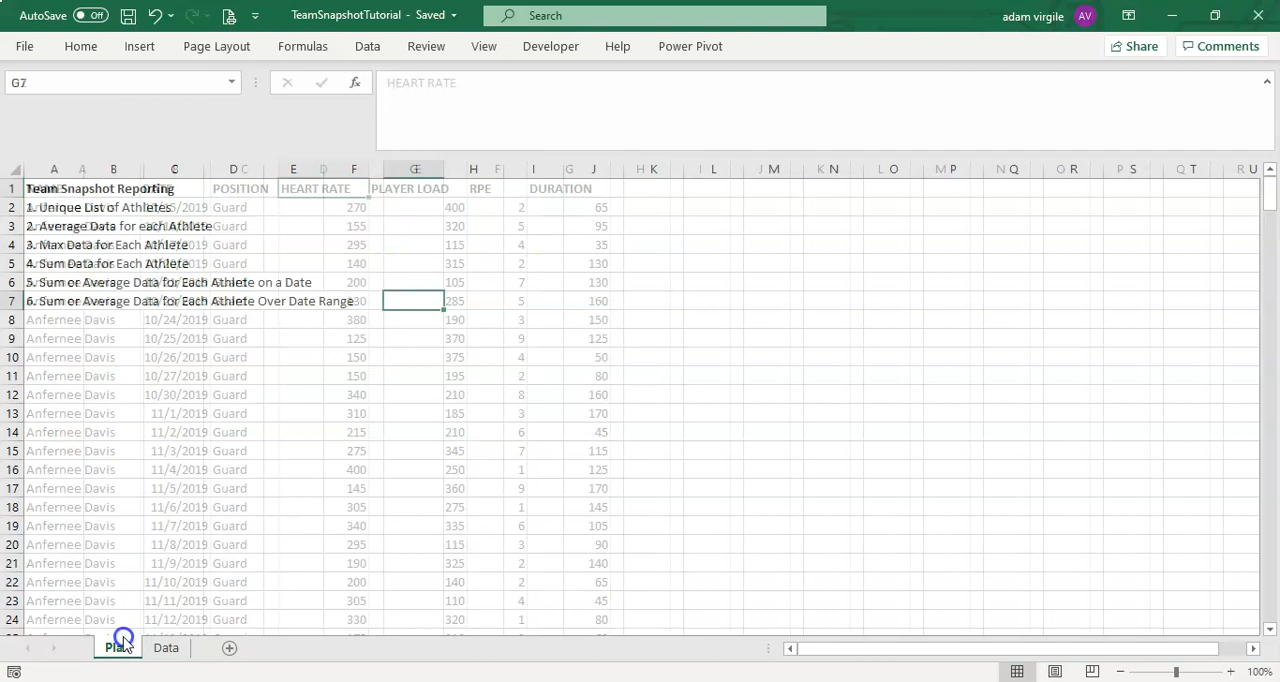 AutoSave Off TeamSnapshotTutorial - Saved Search adam virgile AV
File Home Insert Page Layout Formulas Data Review View Developer Help Power Pivot Share Comments
G7 fx HEART RATE
Team Snapshot Reporting POSITION HEART RATE PLAYER LOAD RPE DURATION
1 
2 1. Unique List of Athletes Guard 270 400 2 65
3 2. Average Data for each Athlete 155 320 5 95
4 3. Max Data for Each Athlete Guard 295 115 4 35
5 4. Sum Data for Each Athlete Guard 140 315 2 130
6 5. Sum or Average Data for Each Athlete on a Date 200 105 7 130
7 6. Sum or Average Data for Each Athlete Over Date Range 285 5 160
8 Anfernee Davis 10/24/2019 Guard 380 190 3 150
9 Anfernee Davis 10/25/2019 Guard 125 370 9 125
10 Anfernee Davis 10/26/2019 Guard 150 375 4 50
11 Anfernee Davis 10/27/2019 Guard 150 195 2 80
12 Anfernee Davis 10/30/2019 Guard 340 210 8 160
13 Anfernee Davis 11/1/2019 Guard 310 185 3 170
14 Anfernee Davis 11/2/2019 Guard 215 210 6 45
15 Anfernee Davis 11/3/2019 Guard 275 345 7 115
16 Anfernee Davis 11/4/2019 Guard 400 250 1 125
17 Anfernee Davis 11/5/2019 Guard 145 360 9 170
18 Anfernee Davis 11/6/2019 Guard 305 275 1 145
19 Anfernee Davis 11/7/2019 Guard 340 335 6 105
20 Anfernee Davis 11/8/2019 Guard 295 115 3 90
21 Anfernee Davis 11/9/2019 Guard 190 325 2 140
22 Anfernee Davis 11/10/2019 Guard 200 140 2 65
23 Anfernee Davis 11/11/2019 Guard 305 110 4 45
24 Anfernee Davis 11/12/2019 Guard 330 320 1 80
Data
100%